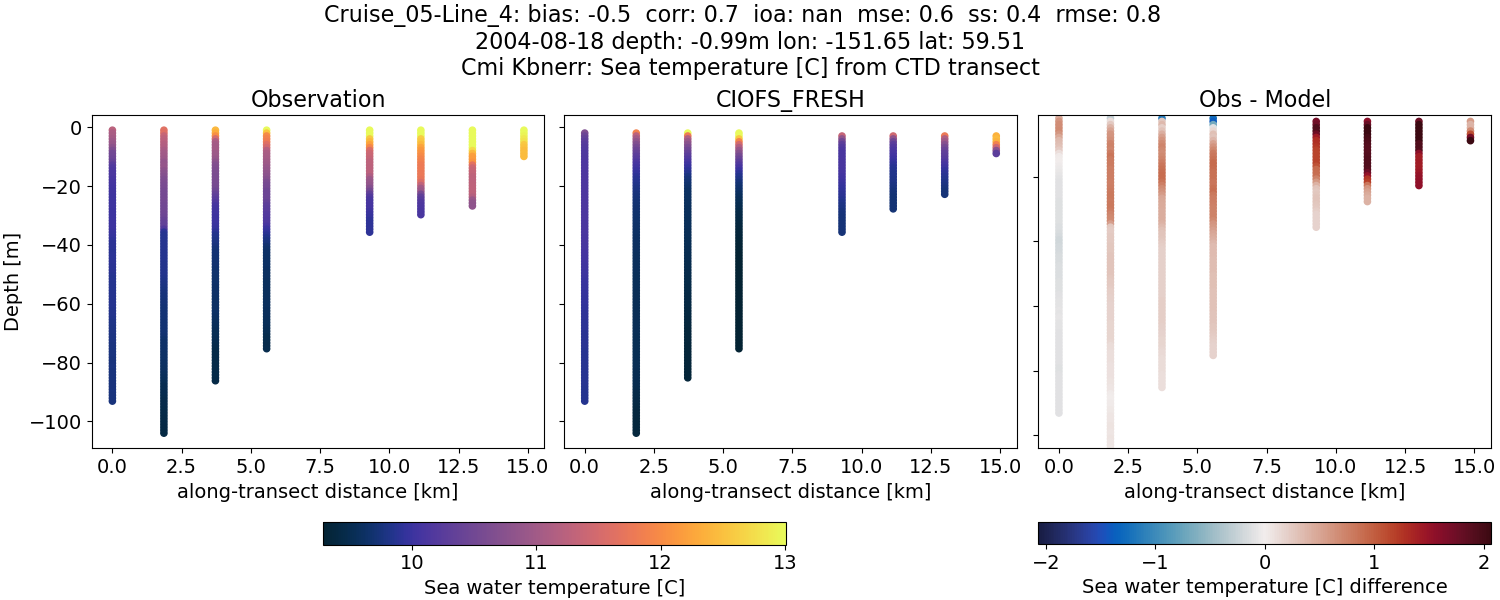 Cruise_05-Line_4: bias: -0.5  corr: 0.7  ioa: nan  mse: 0.6  ss: 0.4  rmse: 0.8
2004-08-18 depth: -0.99m lon: -151.65 lat: 59.51
Cmi Kbnerr: Sea temperature [C] from CTD transect
Observation
CIOFS_FRESH
Obs - Model
Depth [m]
0
−20
−40
−60
−80
−100
0.0 2.5 5.0 7.5 10.0 12.5 15.0
0.0 2.5 5.0 7.5 10.0 12.5 15.0
0.0 2.5 5.0 7.5 10.0 12.5 15.0
along-transect distance [km]
along-transect distance [km]
along-transect distance [km]
10 11 12 13
Sea water temperature [C]
−2 −1 0 1 2
Sea water temperature [C] difference